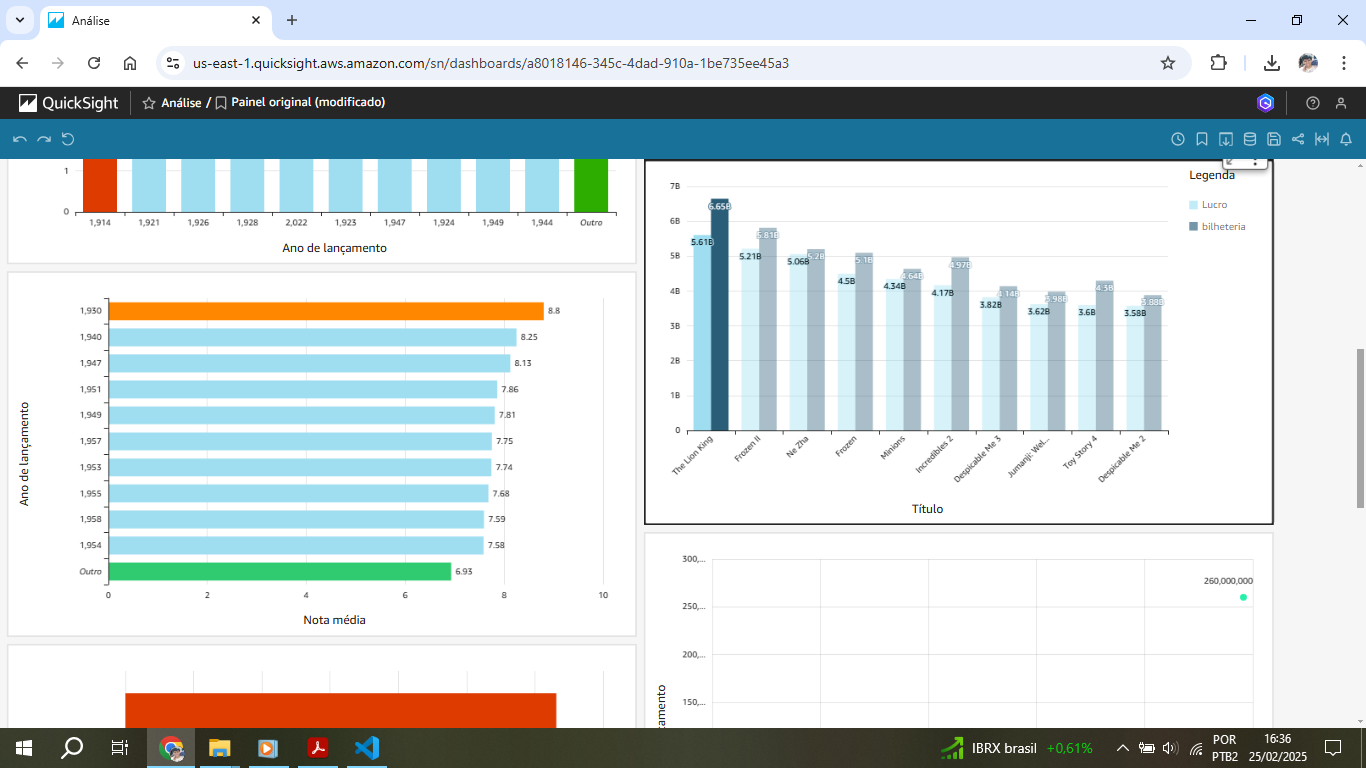 Análise
us-east-1.quicksight.aws.amazon.com/sn/dashboards/a8018146-345c-4dad-910a-1be735ee45a3
QuickSight
Análise / Painel original (modificado)
1
0
1,914 1,921 1,926 1,928 2,022 1,923 1,947 1,924 1,949 1,944 Outro
Ano de lançamento
1,930 8.8
1,940 8.25
1,947 8.13
1,951 7.86
1,949 7.81
1,957 7.75
1,953 7.74
1,955 7.68
1,958 7.59
1,954 7.58
Outro 6.93
0 2 4 6 8 10
Ano de lançamento
Nota média
Legenda
Lucro
bilheteria
7B
6B
5B
4B
3B
2B
1B
0
5.61B 6.65B
5.21B 5.81B
5.06B 5.2B
4.5B 5.1B
4.34B 4.64B
4.17B 4.97B
3.82B 4.14B
3.62B 3.98B
3.6B 4.3B
3.58B 3.88B
The Lion King
Frozen II
Ne Zha
Frozen
Minions
Incredibles 2
Despicable Me 3
Jumanji: Wel...
Toy Story 4
Despicable Me 2
Título
300,...
250,...
200,...
150,...
260,000,000
IBRX brasil +0,61%
POR
PTB2
16:36
25/02/2025